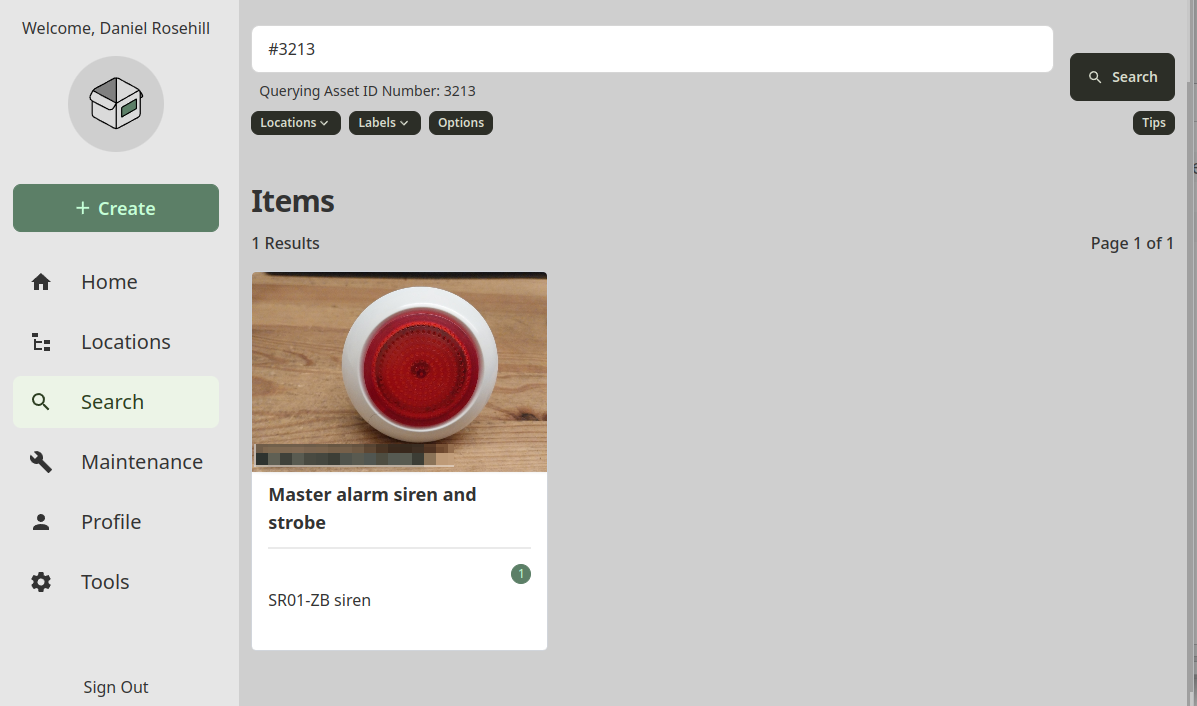 Welcome, Daniel Rosehill
Create
Home
Locations
Search
Maintenance
Profile
Tools
Sign Out
#3213
Search
Querying Asset ID Number: 3213
Locations
Labels
Options
Tips
Items
1 Results
Page 1 of 1
Master alarm siren and
strobe
1
SR01-ZB siren